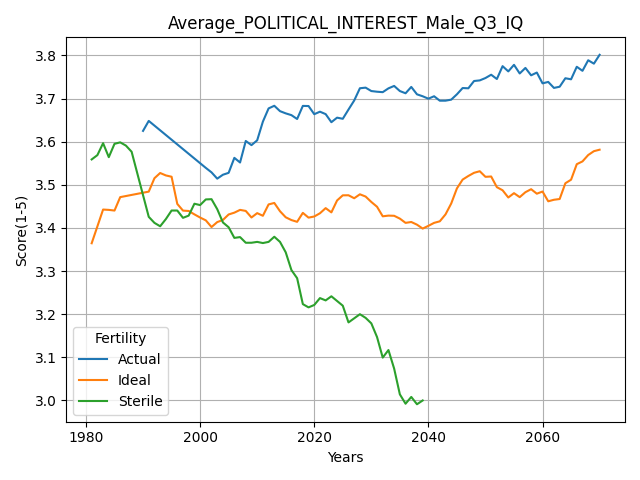 Average_POLITICAL_INTEREST_Male_Q3_IQ
Score(1-5)
3.8
3.7
3.6
3.5
3.4
3.3
3.2
3.1
3.0
Fertility
Actual
Ideal
Sterile
1980 2000 2020 2040 2060
Years